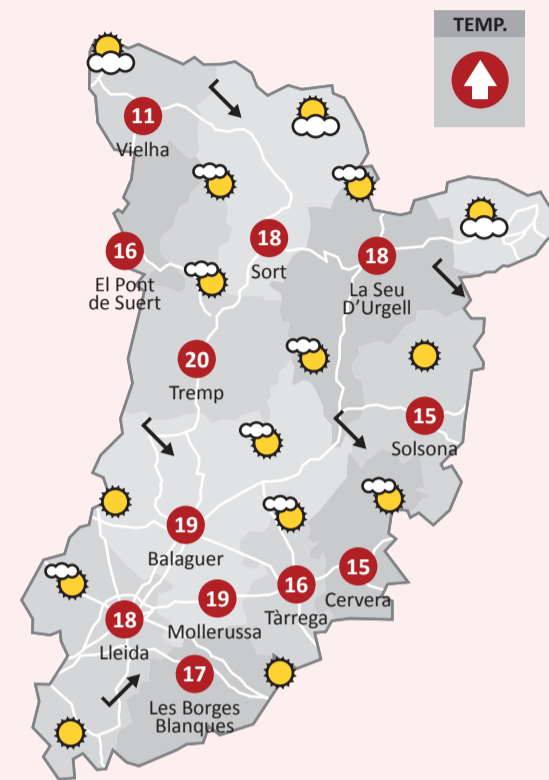 TEMP.
11
Vielha
16
El Pont
de Suert
18
Sort
18
La Seu
D'Urgell
20
Tremp
15
Solsona
19
Balaguer
15
Cervera
16
Tàrrega
19
Mollerussa
18
Lleida
17
Les Borges
Blanques